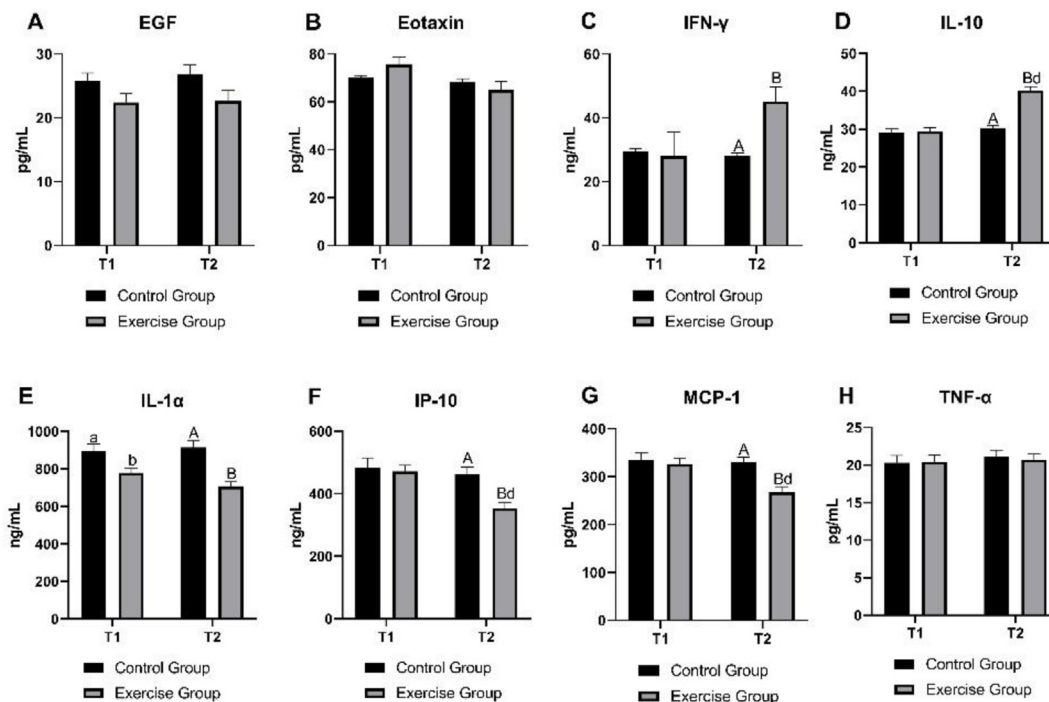 A EGF
30
20
10
0
pg/mL
T1 T2
Control Group
Exercise Group
B Eotaxin
80
60
40
20
0
pg/mL
T1 T2
Control Group
Exercise Group
C IFN-γ
60
40
20
0
ng/mL
A B
T1 T2
Control Group
Exercise Group
D IL-10
50
40
30
20
10
0
ng/mL
A Bd
T1 T2
Control Group
Exercise Group
E IL-1α
1000
800
600
400
200
0
ng/mL
a b A B
T1 T2
Control Group
Exercise Group
F IP-10
600
400
200
0
ng/mL
A Bd
T1 T2
Control Group
Exercise Group
G MCP-1
400
300
200
100
0
pg/mL
A Bd
T1 T2
Control Group
Exercise Group
H TNF-α
25
20
15
10
5
0
pg/mL
T1 T2
Control Group
Exercise Group